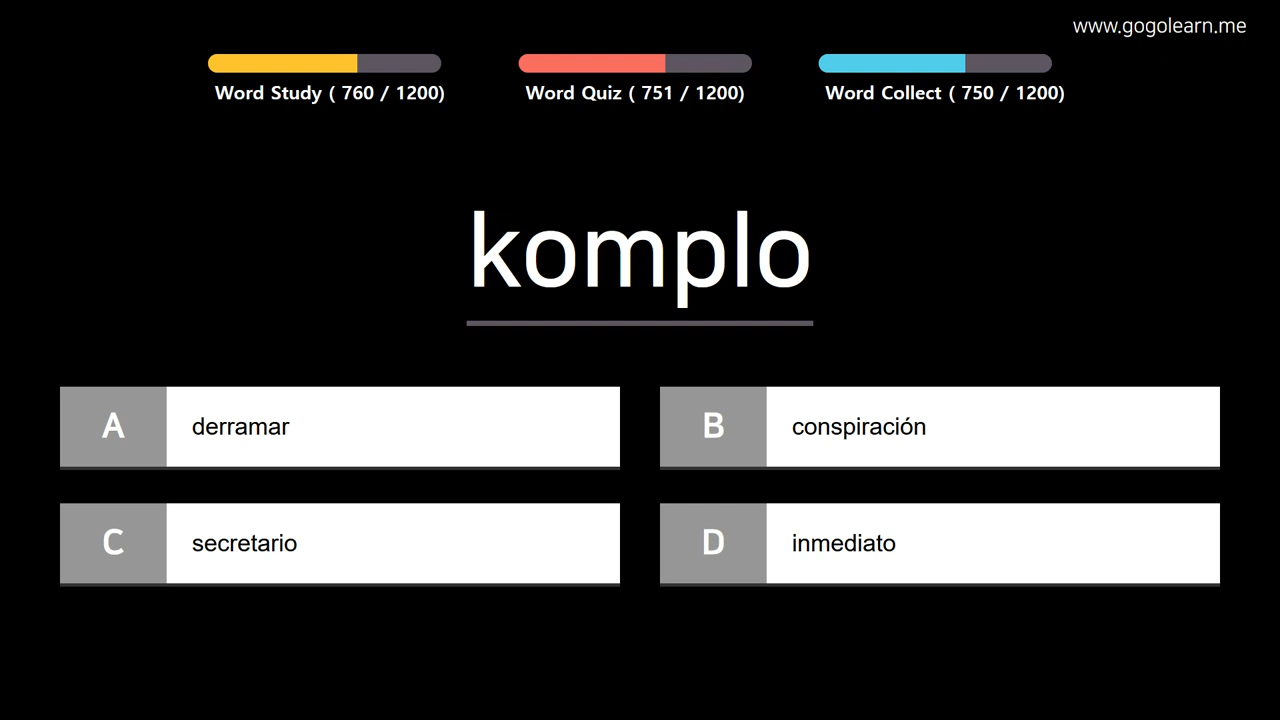 www.gogolearn.me
Word Study ( 760 / 1200)
Word Quiz ( 751 / 1200)
Word Collect ( 750 / 1200)
komplo
A derramar
B conspiración
C secretario
D inmediato